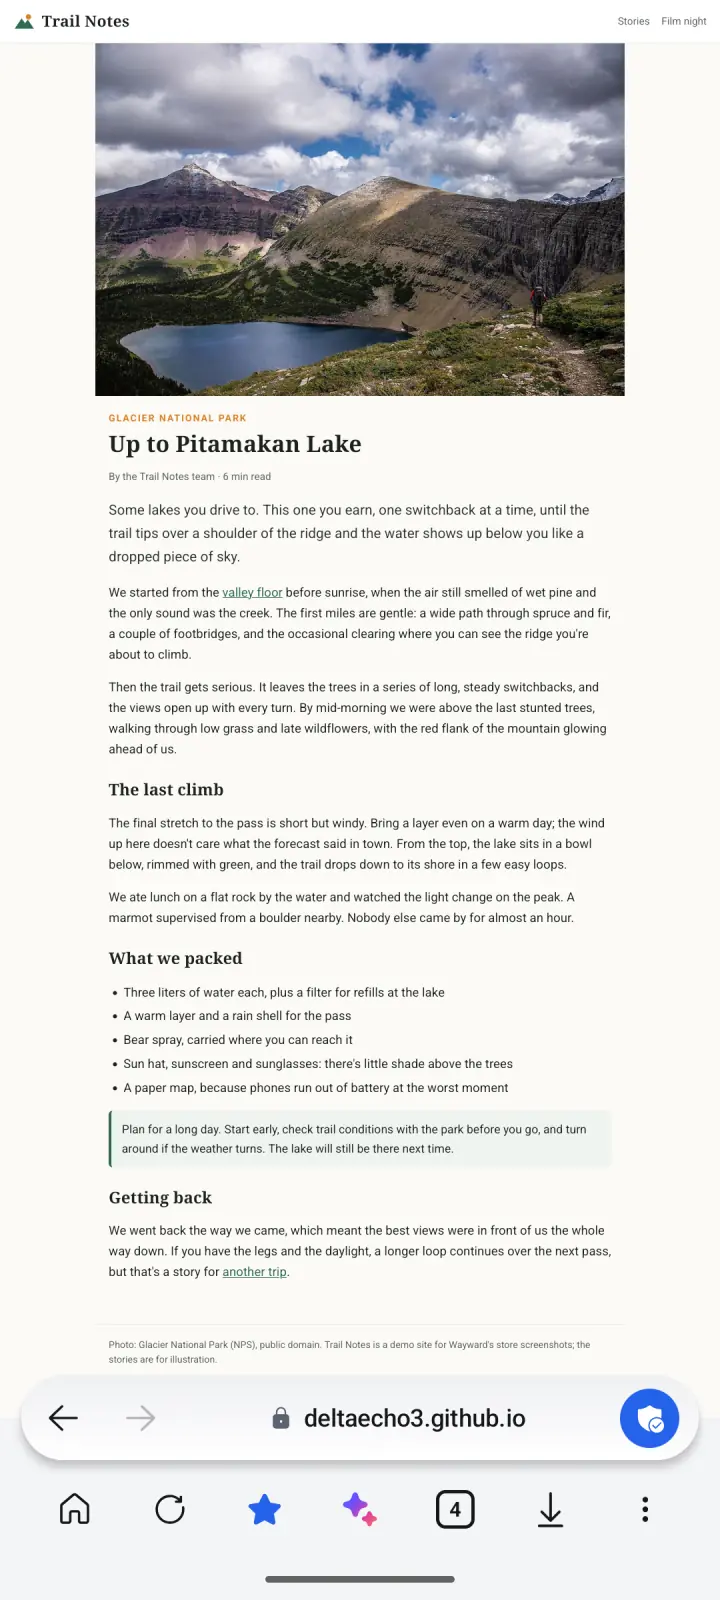 Trail Notes
Stories Film night
GLACIER NATIONAL PARK
Up to Pitamakan Lake
By the Trail Notes team · 6 min read
Some lakes you drive to. This one you earn, one switchback at a time, until the
trail tips over a shoulder of the ridge and the water shows up below you like a
dropped piece of sky.
We started from the valley floor before sunrise, when the air still smelled of wet pine and
the only sound was the creek. The first miles are gentle: a wide path through spruce and fir,
a couple of footbridges, and the occasional clearing where you can see the ridge you're
about to climb.
Then the trail gets serious. It leaves the trees in a series of long, steady switchbacks, and
the views open up with every turn. By mid-morning we were above the last stunted trees,
walking through low grass and late wildflowers, with the red flank of the mountain glowing
ahead of us.
The last climb
The final stretch to the pass is short but windy. Bring a layer even on a warm day; the wind
up here doesn't care what the forecast said in town. From the top, the lake sits in a bowl
below, rimmed with green, and the trail drops down to its shore in a few easy loops.
We ate lunch on a flat rock by the water and watched the light change on the peak. A
marmot supervised from a boulder nearby. Nobody else came by for almost an hour.
What we packed
• Three liters of water each, plus a filter for refills at the lake
• A warm layer and a rain shell for the pass
• Bear spray, carried where you can reach it
• Sun hat, sunscreen and sunglasses: there's little shade above the trees
• A paper map, because phones run out of battery at the worst moment
Plan for a long day. Start early, check trail conditions with the park before you go, and turn
around if the weather turns. The lake will still be there next time.
Getting back
We went back the way we came, which meant the best views were in front of us the whole
way down. If you have the legs and the daylight, a longer loop continues over the next pass,
but that's a story for another trip.
Photo: Glacier National Park (NPS), public domain. Trail Notes is a demo site for Wayward's store screenshots; the
stories are for illustration.
deltaecho3.github.io
4